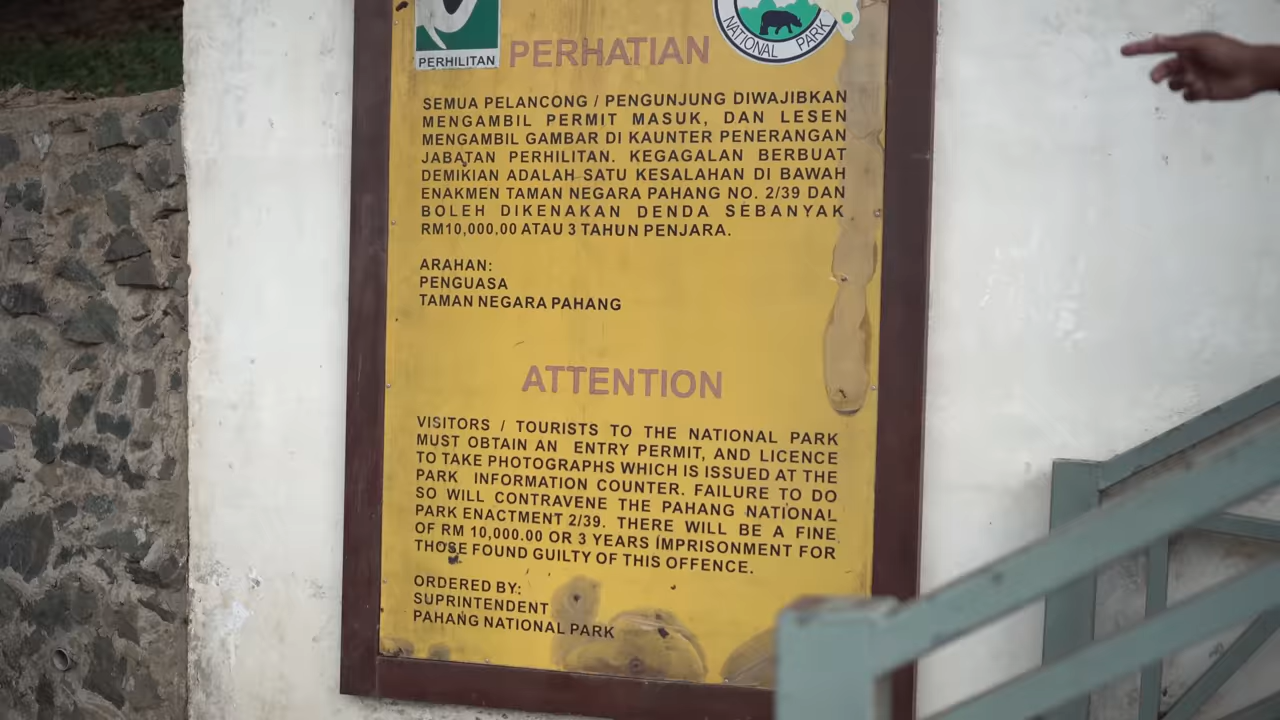 PERHILITAN
NATIONAL PARK
PERHATIAN
SEMUA PELANCONG / PENGUNJUNG DIWAJIBKAN
MENGAMBIL PERMIT MASUK, DAN LESEN
MENGAMBIL GAMBAR DI KAUNTER PENERANGAN
JABATAN PERHILITAN. KEGAGALAN BERBUAT
DEMIKIAN ADALAH SATU KESALAHAN DI BAWAH
ENAKMEN TAMAN NEGARA PAHANG NO. 2/39 DAN
BOLEH DIKENAKAN DENDA SEBANYAK
RM10,000,00 ATAU 3 TAHUN PENJARA.
ARAHAN:
PENGUASA
TAMAN NEGARA PAHANG
ATTENTION
VISITORS / TOURISTS TO THE NATIONAL PARK
MUST OBTAIN AN ENTRY PERMIT, AND LICENCE
TO TAKE PHOTOGRAPHS WHICH IS ISSUED AT THE
PARK INFORMATION COUNTER. FAILURE TO DO
SO WILL CONTRAVENE THE PAHANG NATIONAL
PARK ENACTMENT 2/39. THERE WILL BE A FINE
OF RM 10,000.00 OR 3 YEARS IMPRISONMENT FOR
THOSE FOUND GUILTY OF THIS OFFENCE.
ORDERED BY:
SUPRINTENDENT
PAHANG NATIONAL PARK